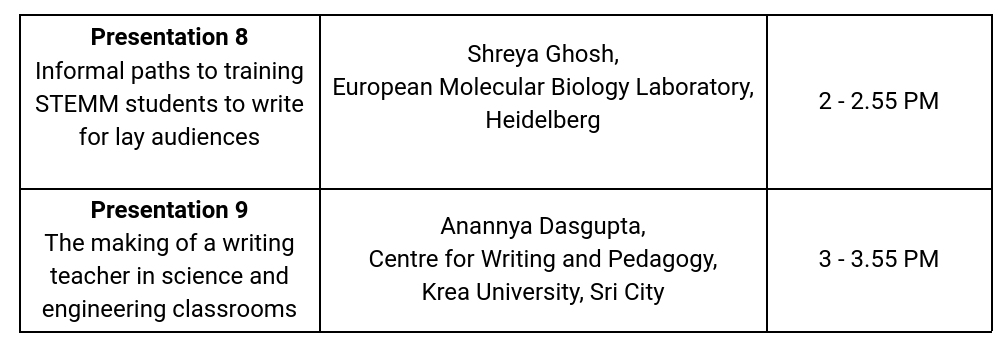 Presentation 8
Informal paths to training
STEMM students to write
for lay audiences
Shreya Ghosh,
European Molecular Biology Laboratory,
Heidelberg
2 - 2.55 PM
Presentation 9
The making of a writing
teacher in science and
engineering classrooms
Anannya Dasgupta,
Centre for Writing and Pedagogy,
Krea University, Sri City
3 - 3.55 PM